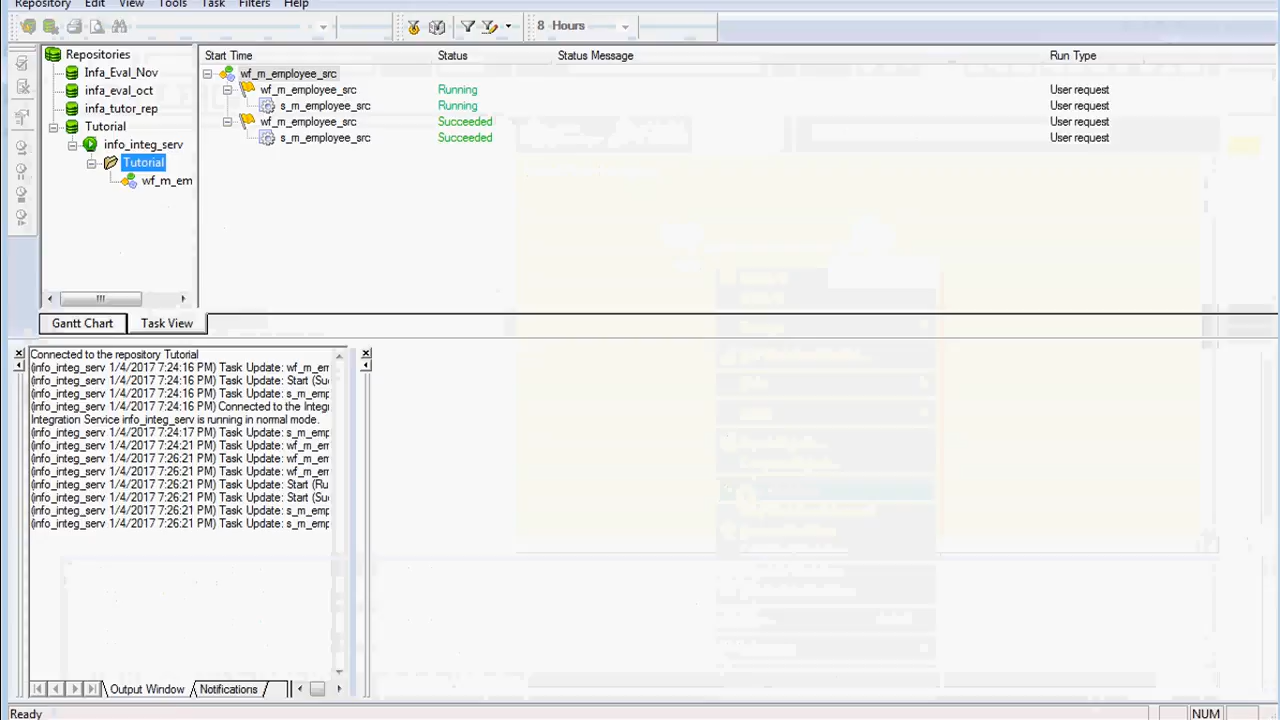 Repository Edit View Tools Task Filters Help
8 Hours
Repositories
Infa_Eval_Nov
infa_eval_oct
infa_tutor_rep
Tutorial
info_integ_serv
Tutorial
wf_m_em
Start Time Status Status Message Run Type
wf_m_employee_src
wf_m_employee_src Running User request
s_m_employee_src Running User request
wf_m_employee_src Succeeded User request
s_m_employee_src Succeeded User request
Gantt Chart Task View
Connected to the repository Tutorial
(info_integ_serv 1/4/2017 7:24:16 PM) Task Update: wf_m_em
(info_integ_serv 1/4/2017 7:24:16 PM) Task Update: Start (Su
(info_integ_serv 1/4/2017 7:24:16 PM) Task Update: s_m_emp
(info_integ_serv 1/4/2017 7:24:16 PM) Connected to the Integr
Integration Service info_integ_serv is running in normal mode.
(info_integ_serv 1/4/2017 7:24:17 PM) Task Update: s_m_emp
(info_integ_serv 1/4/2017 7:24:21 PM) Task Update: wf_m_em
(info_integ_serv 1/4/2017 7:26:21 PM) Task Update: wf_m_em
(info_integ_serv 1/4/2017 7:26:21 PM) Task Update: wf_m_em
(info_integ_serv 1/4/2017 7:26:21 PM) Task Update: Start (Ru
(info_integ_serv 1/4/2017 7:26:21 PM) Task Update: Start (Su
(info_integ_serv 1/4/2017 7:26:21 PM) Task Update: s_m_emp
(info_integ_serv 1/4/2017 7:26:21 PM) Task Update: s_m_emp
Output Window Notifications
Ready NUM